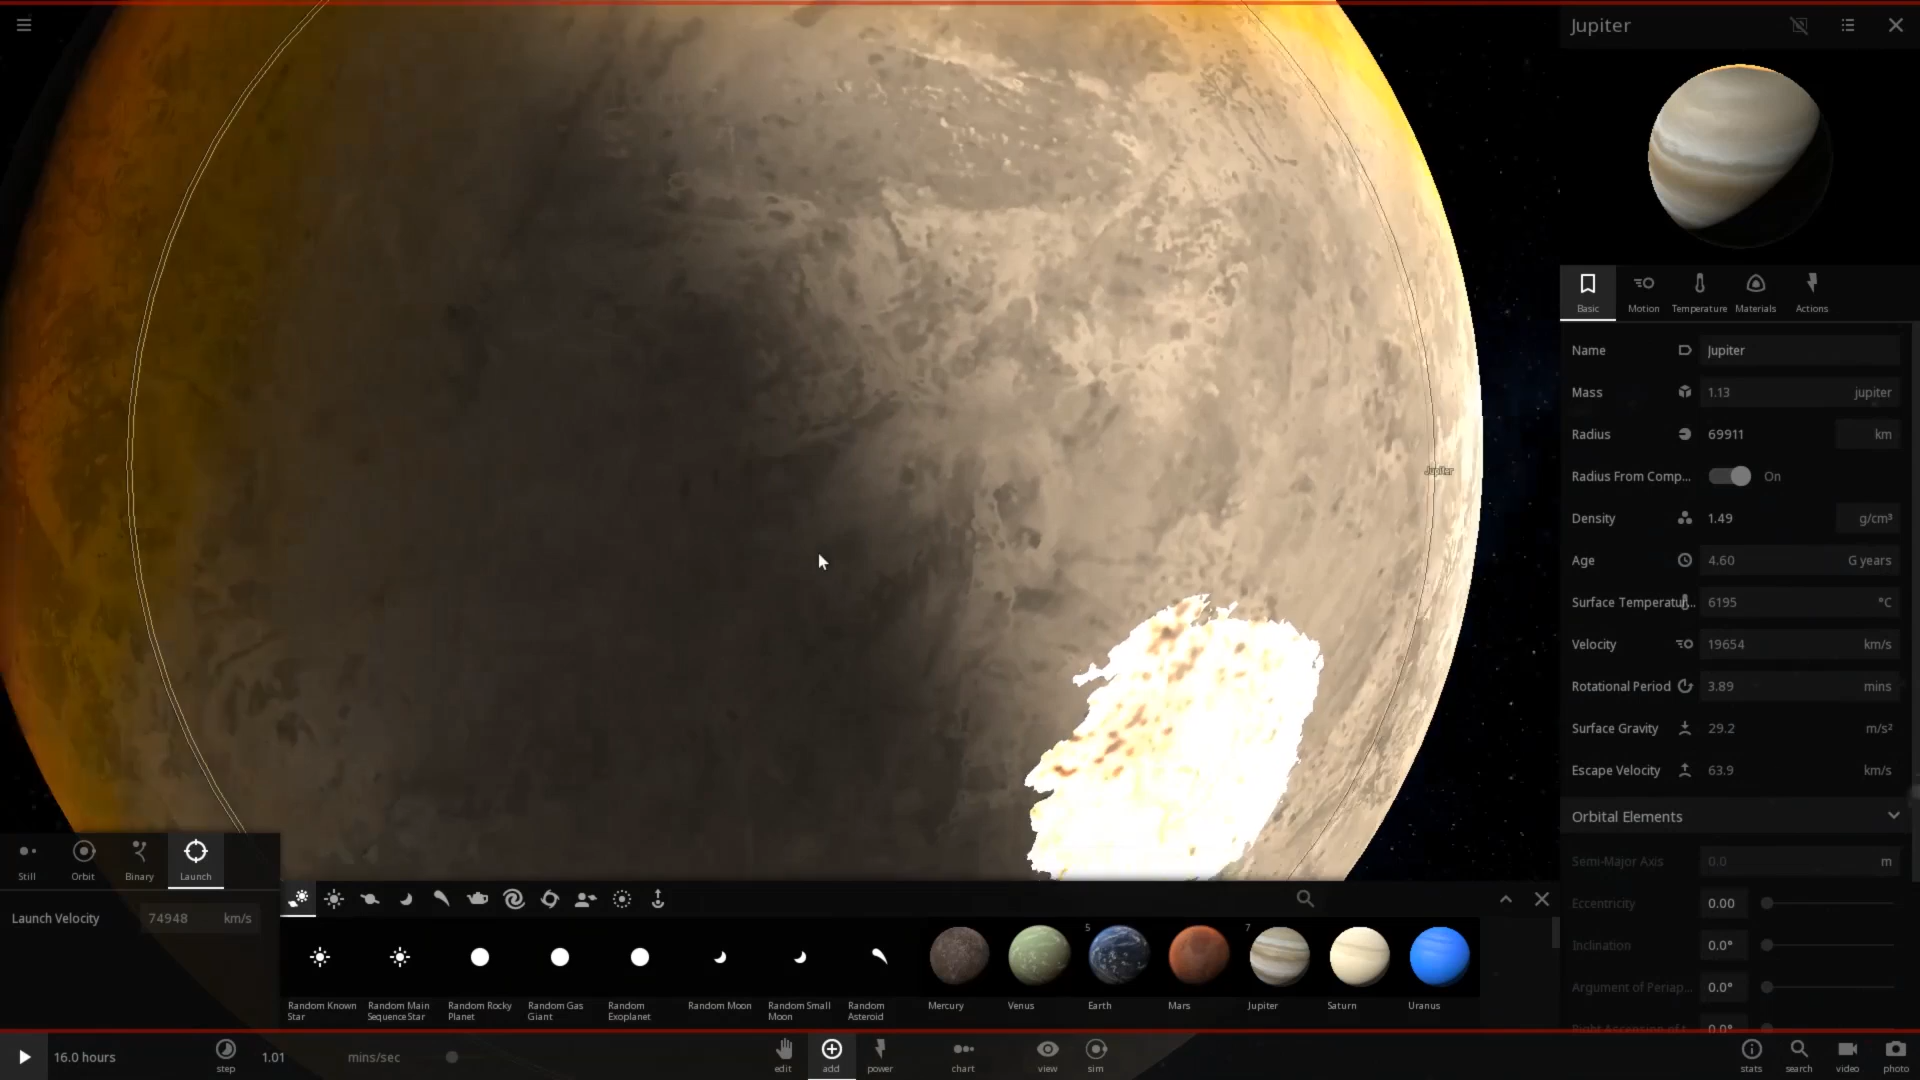 Jupiter
Basic
Motion
Temperature
Materials
Actions
Name
Jupiter
Mass
1.13
jupiter
Radius
69911
km
Radius From Comp...
On
Density
1.49
g/cm³
Age
4.60
G years
Surface Temperatur...
6195
°C
Velocity
19654
km/s
Rotational Period
3.89
mins
Surface Gravity
29.2
m/s²
Escape Velocity
63.9
km/s
Orbital Elements
Semi-Major Axis
0.0
m
Eccentricity
0.00
Inclination
0.0°
Argument of Periap...
0.0°
Right Ascension of t...
0.0°
Jupiter
Still
Orbit
Binary
Launch
Launch Velocity
74948
km/s
5
7
Random Known
Star
Random Main
Sequence Star
Random Rocky
Planet
Random Gas
Giant
Random
Exoplanet
Random Moon
Random Small
Moon
Random
Asteroid
Mercury
Venus
Earth
Mars
Jupiter
Saturn
Uranus
16.0 hours
step
1.01
mins/sec
edit
add
power
chart
view
sim
stats
search
video
photo